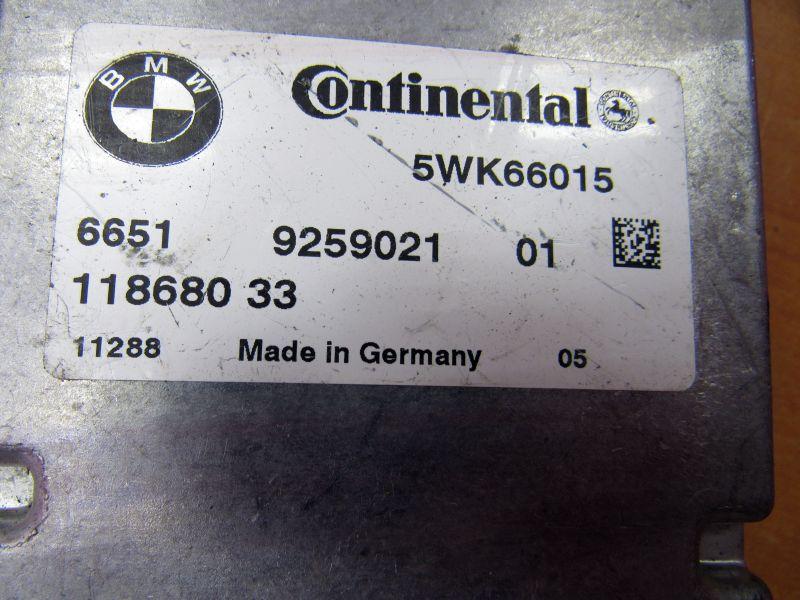 BMW
Continental
5WK66015
6651 9259021 01
118680 33
11288 Made in Germany 05